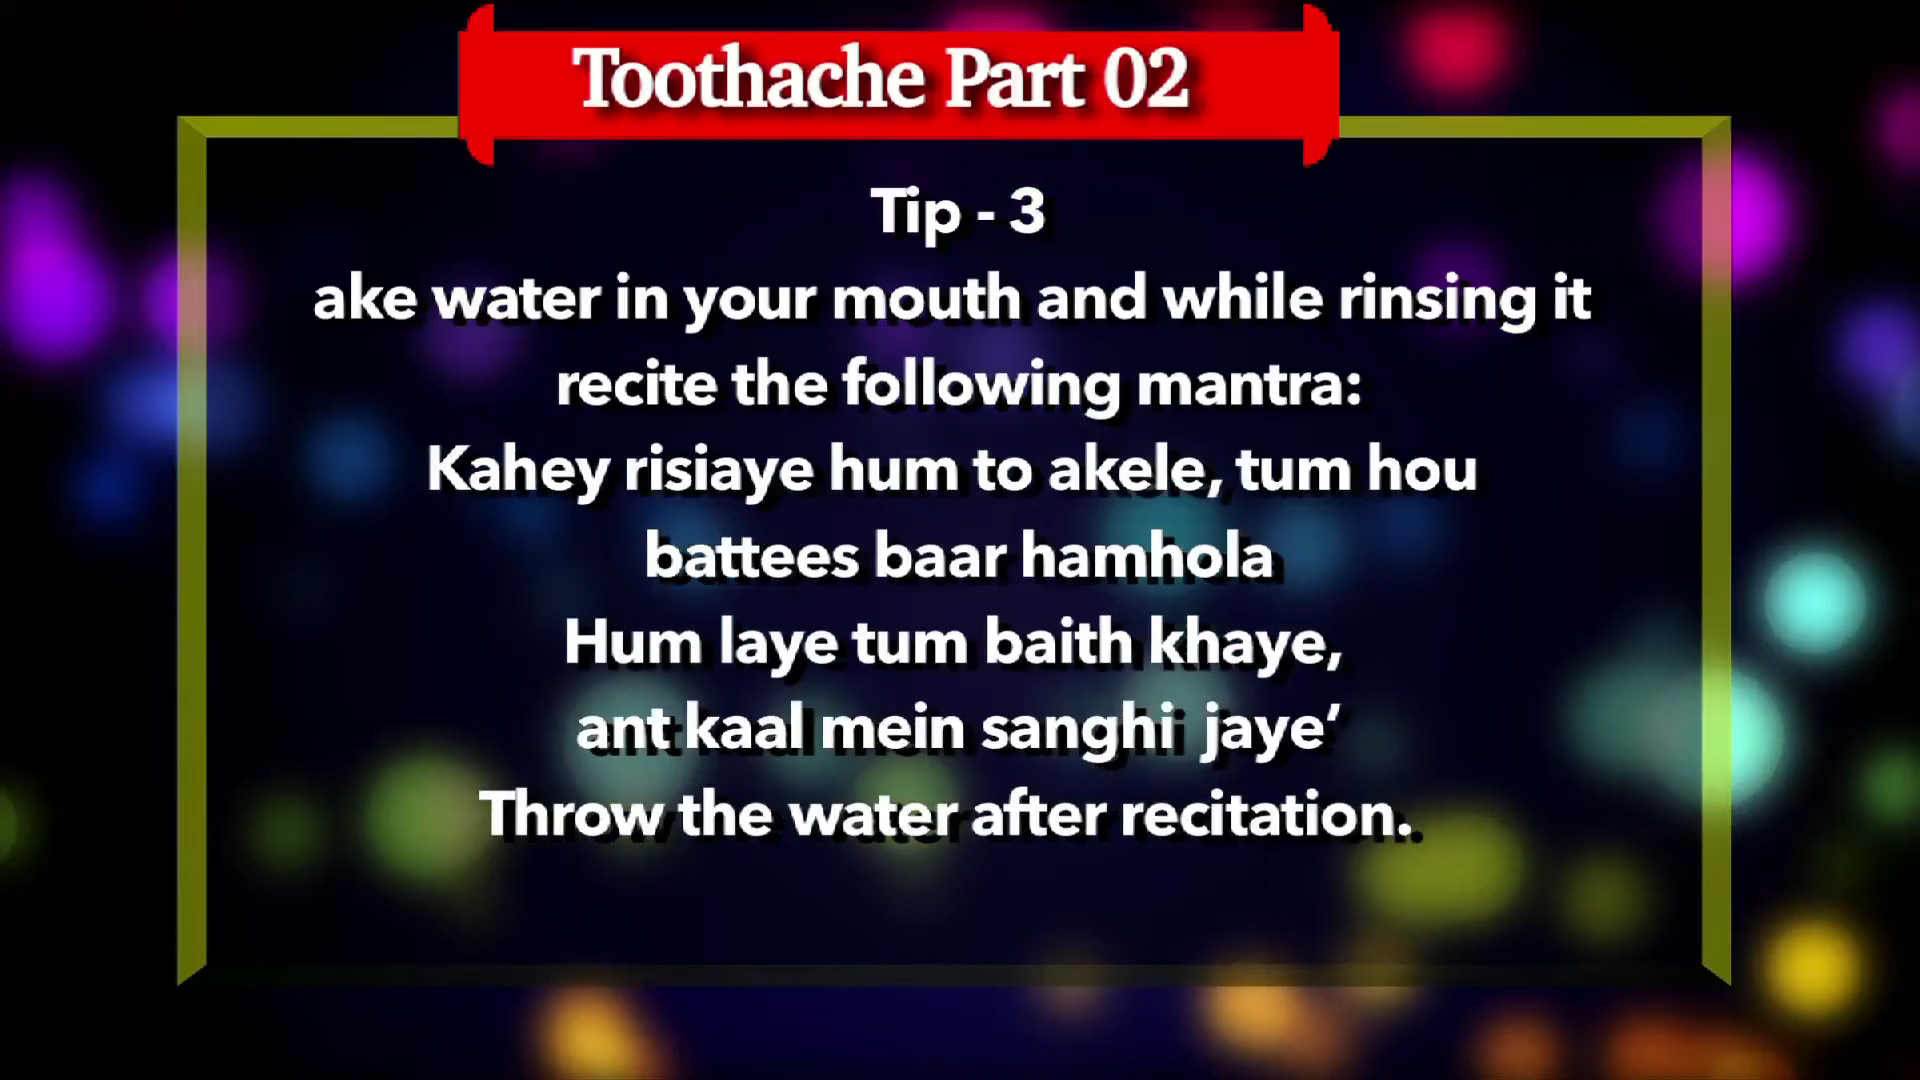 Toothache Part 02
Tip - 3
ake water in your mouth and while rinsing it
recite the following mantra:
Kahey risiaye hum to akele, tum hou
battees baar hamhola
Hum laye tum baith khaye,
ant kaal mein sanghi  jaye’
Throw the water after recitation.